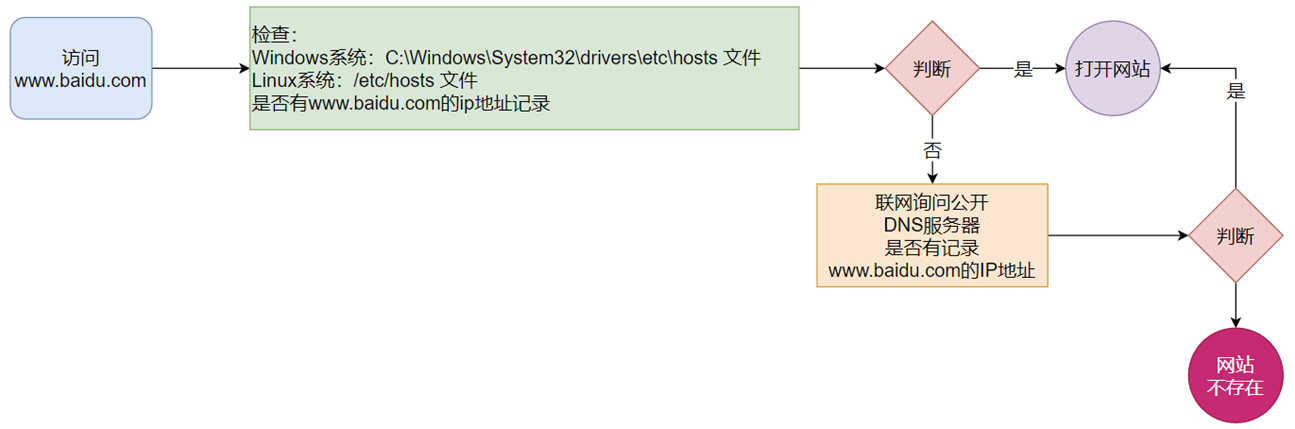 访问
www.baidu.com
检查：
Windows系统：C:\Windows\System32\drivers\etc\hosts 文件
Linux系统：/etc/hosts 文件
是否有www.baidu.com的ip地址记录
判断
是
打开网站
是
否
联网询问公开
DNS服务器
是否有记录
www.baidu.com的IP地址
判断
网站
不存在